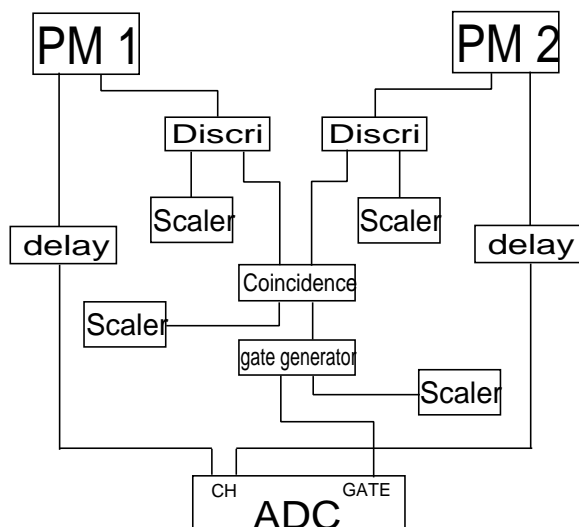 PM 1
PM 2
Discri
Discri
Scaler
Scaler
delay
delay
Coincidence
Scaler
gate generator
Scaler
CH
GATE
ADC